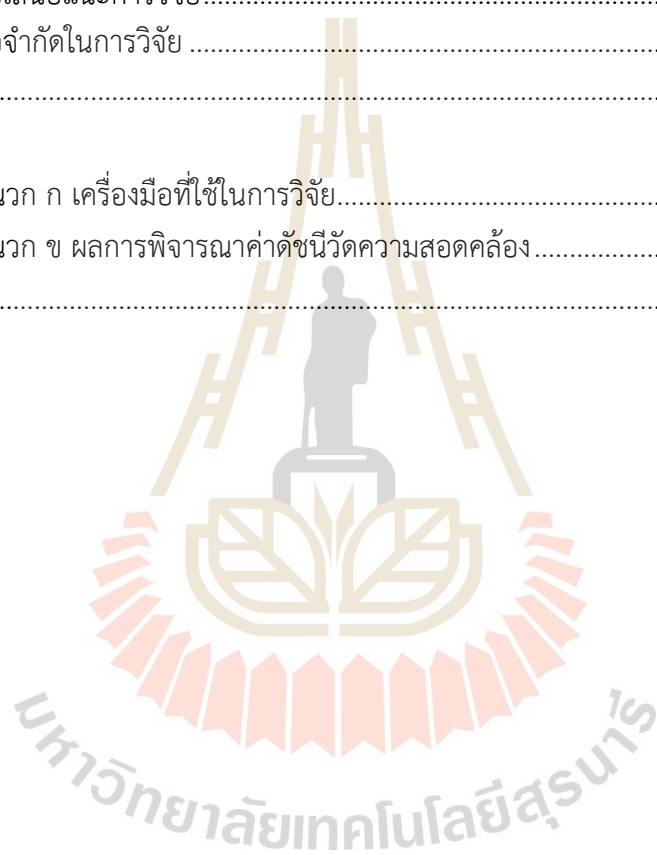 จำกัดในการวิจัย ........................................................................
................................................................................
นวก ก เครื่องมือที่ใช้ในการวิจัย................................................
นวก ข ผลการพิจารณาค่าดัชนีวัดความสอดคล้อง....................
................................................................................
มหาวิทยาลัยเทคโนโลยีสุรนารี